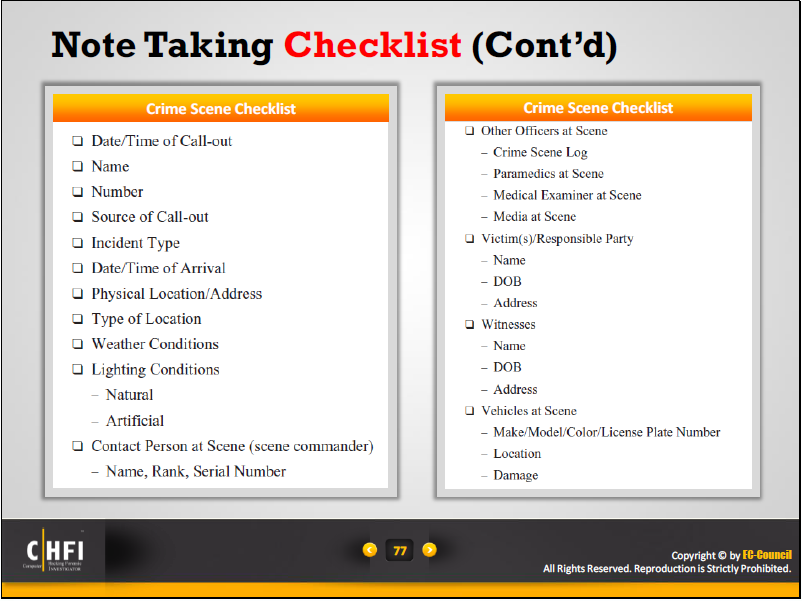 Note Taking Checklist (Cont’d)
Crime Scene Checklist
❑ Date/Time of Call-out
❑ Name
❑ Number
❑ Source of Call-out
❑ Incident Type
❑ Date/Time of Arrival
❑ Physical Location/Address
❑ Type of Location
❑ Weather Conditions
❑ Lighting Conditions
– Natural
– Artificial
❑ Contact Person at Scene (scene commander)
– Name, Rank, Serial Number
Crime Scene Checklist
❑ Other Officers at Scene
– Crime Scene Log
– Paramedics at Scene
– Medical Examiner at Scene
– Media at Scene
❑ Victim(s)/Responsible Party
– Name
– DOB
– Address
❑ Witnesses
– Name
– DOB
– Address
❑ Vehicles at Scene
– Make/Model/Color/License Plate Number
– Location
– Damage
CHFI
Computer Hacking Forensic
INVESTIGATOR
77
Copyright © by EC-Council
All Rights Reserved. Reproduction is Strictly Prohibited.